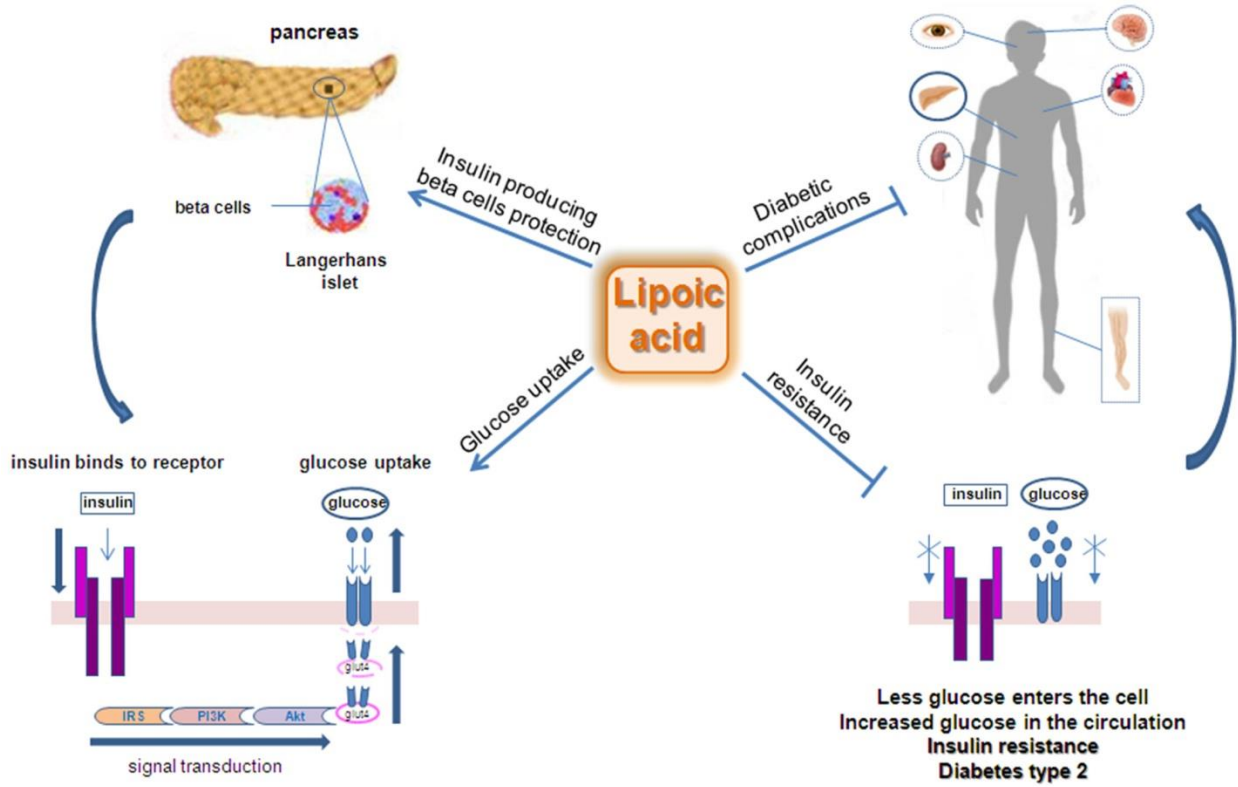 pancreas
beta cells
Langerhans
islet
Insulin producing
beta cells protection
Diabetic
complications
Lipoic
acid
Glucose uptake
Insulin
resistance
insulin binds to receptor
insulin
glucose uptake
glucose
glut4
IRS
PI3K
Akt
glut4
signal transduction
insulin
glucose
Less glucose enters the cell
Increased glucose in the circulation
Insulin resistance
Diabetes type 2